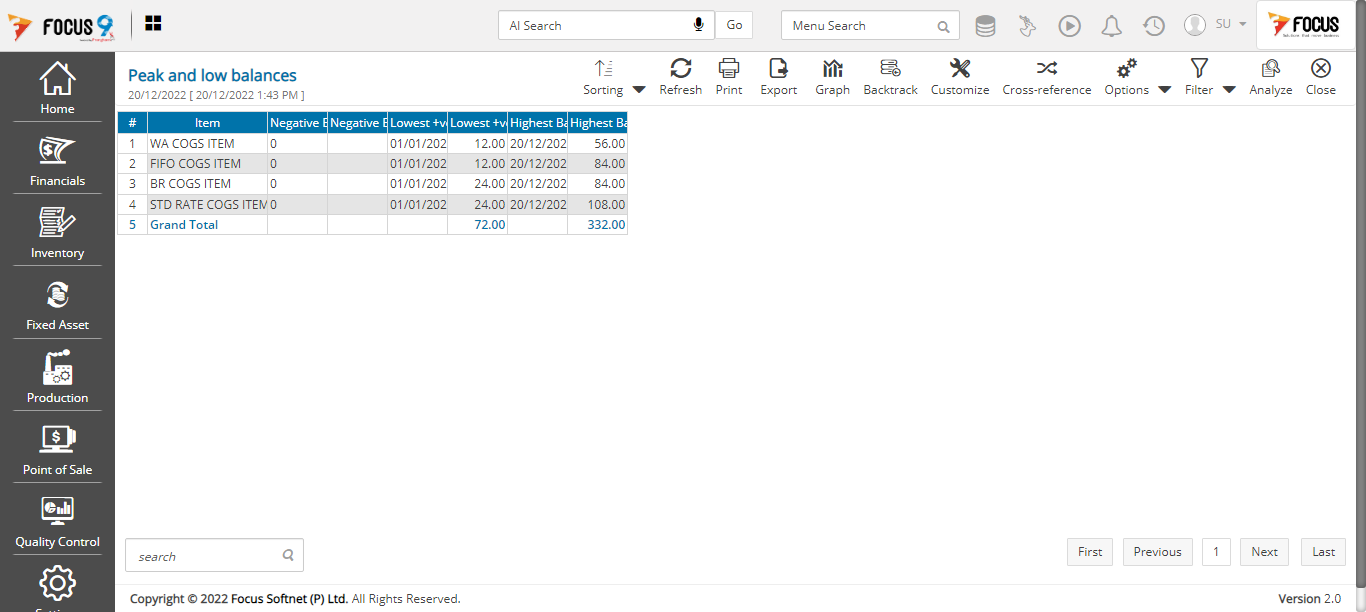 FOCUS 9
AI Search
Go
Menu Search
SU
FOCUS
Peak and low balances
20/12/2022 [ 20/12/2022 1:43 PM ]
Sorting Refresh Print Export Graph Backtrack Customize Cross-reference Options Filter Analyze Close
Home
Financials
Inventory
Fixed Asset
Production
Point of Sale
Quality Control
# Item Negative B Negative B Lowest +v Lowest +v Highest Ba Highest Ba
1 WA COGS ITEM 0 01/01/202 12.00 20/12/202 56.00
2 FIFO COGS ITEM 0 01/01/202 12.00 20/12/202 84.00
3 BR COGS ITEM 0 01/01/202 24.00 20/12/202 84.00
4 STD RATE COGS ITEM 0 01/01/202 24.00 20/12/202 108.00
5 Grand Total 72.00 332.00
search
First Previous 1 Next Last
Copyright © 2022 Focus Softnet (P) Ltd. All Rights Reserved.
Version 2.0